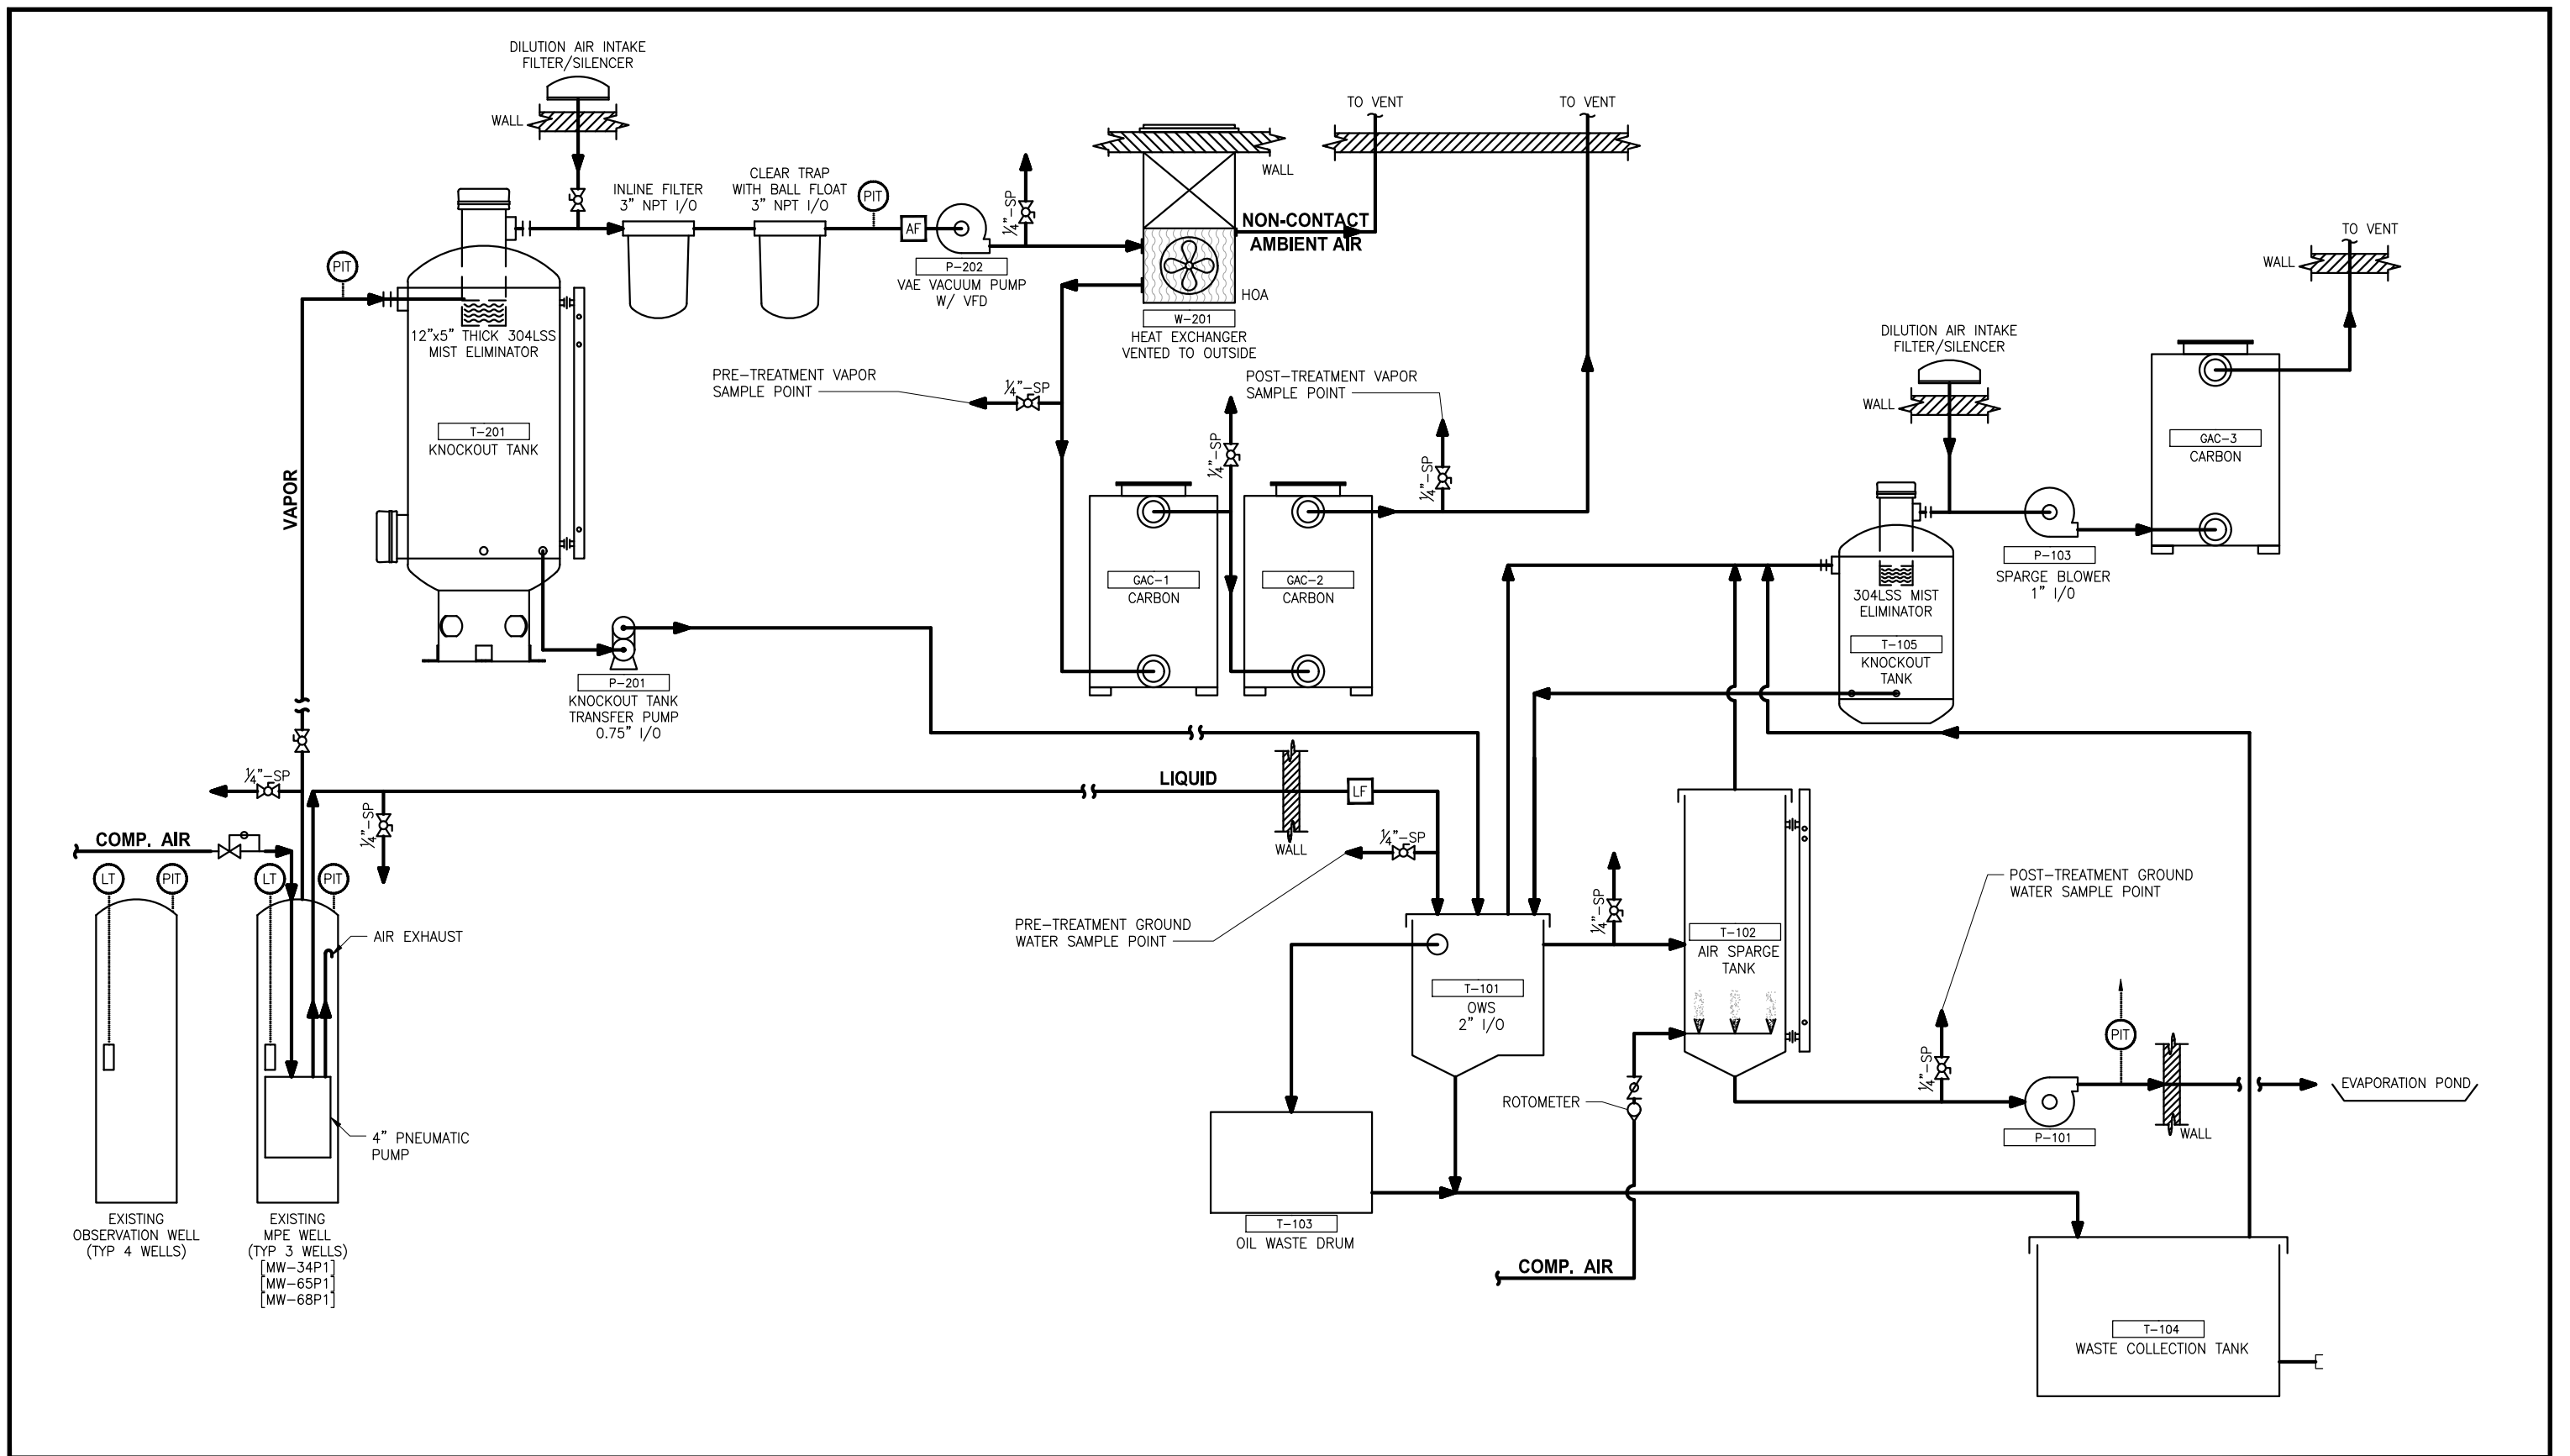 DILUTION AIR INTAKE
FILTER/SILENCER
WALL
INLINE FILTER
3" NPT I/O
CLEAR TRAP
WITH BALL FLOAT
3" NPT I/O
PIT
AF
P-202
VAE VACUUM PUMP
W/ VFD
¼"-SP
WALL
NON-CONTACT
AMBIENT AIR
HOA
W-201
HEAT EXCHANGER
VENTED TO OUTSIDE
TO VENT
TO VENT
PIT
12"x5" THICK 304LSS
MIST ELIMINATOR
T-201
KNOCKOUT TANK
VAPOR
PRE-TREATMENT VAPOR
SAMPLE POINT
¼"-SP
POST-TREATMENT VAPOR
SAMPLE POINT
¼"-SP
¼"-SP
GAC-1
CARBON
GAC-2
CARBON
TO VENT
WALL
DILUTION AIR INTAKE
FILTER/SILENCER
WALL
GAC-3
CARBON
P-103
SPARGE BLOWER
1" I/O
304LSS MIST
ELIMINATOR
T-105
KNOCKOUT
TANK
P-201
KNOCKOUT TANK
TRANSFER PUMP
0.75" I/O
¼"-SP
LIQUID
LF
WALL
¼"-SP
COMP. AIR
¼"-SP
LT
PIT
LT
PIT
AIR EXHAUST
4" PNEUMATIC
PUMP
EXISTING
OBSERVATION WELL
(TYP 4 WELLS)
EXISTING
MPE WELL
(TYP 3 WELLS)
[MW-34P1]
[MW-65P1]
[MW-68P1]
PRE-TREATMENT GROUND
WATER SAMPLE POINT
T-101
OWS
2" I/O
¼"-SP
T-102
AIR SPARGE
TANK
POST-TREATMENT GROUND
WATER SAMPLE POINT
¼"-SP
PIT
P-101
WALL
EVAPORATION POND
ROTOMETER
T-103
OIL WASTE DRUM
COMP. AIR
T-104
WASTE COLLECTION TANK